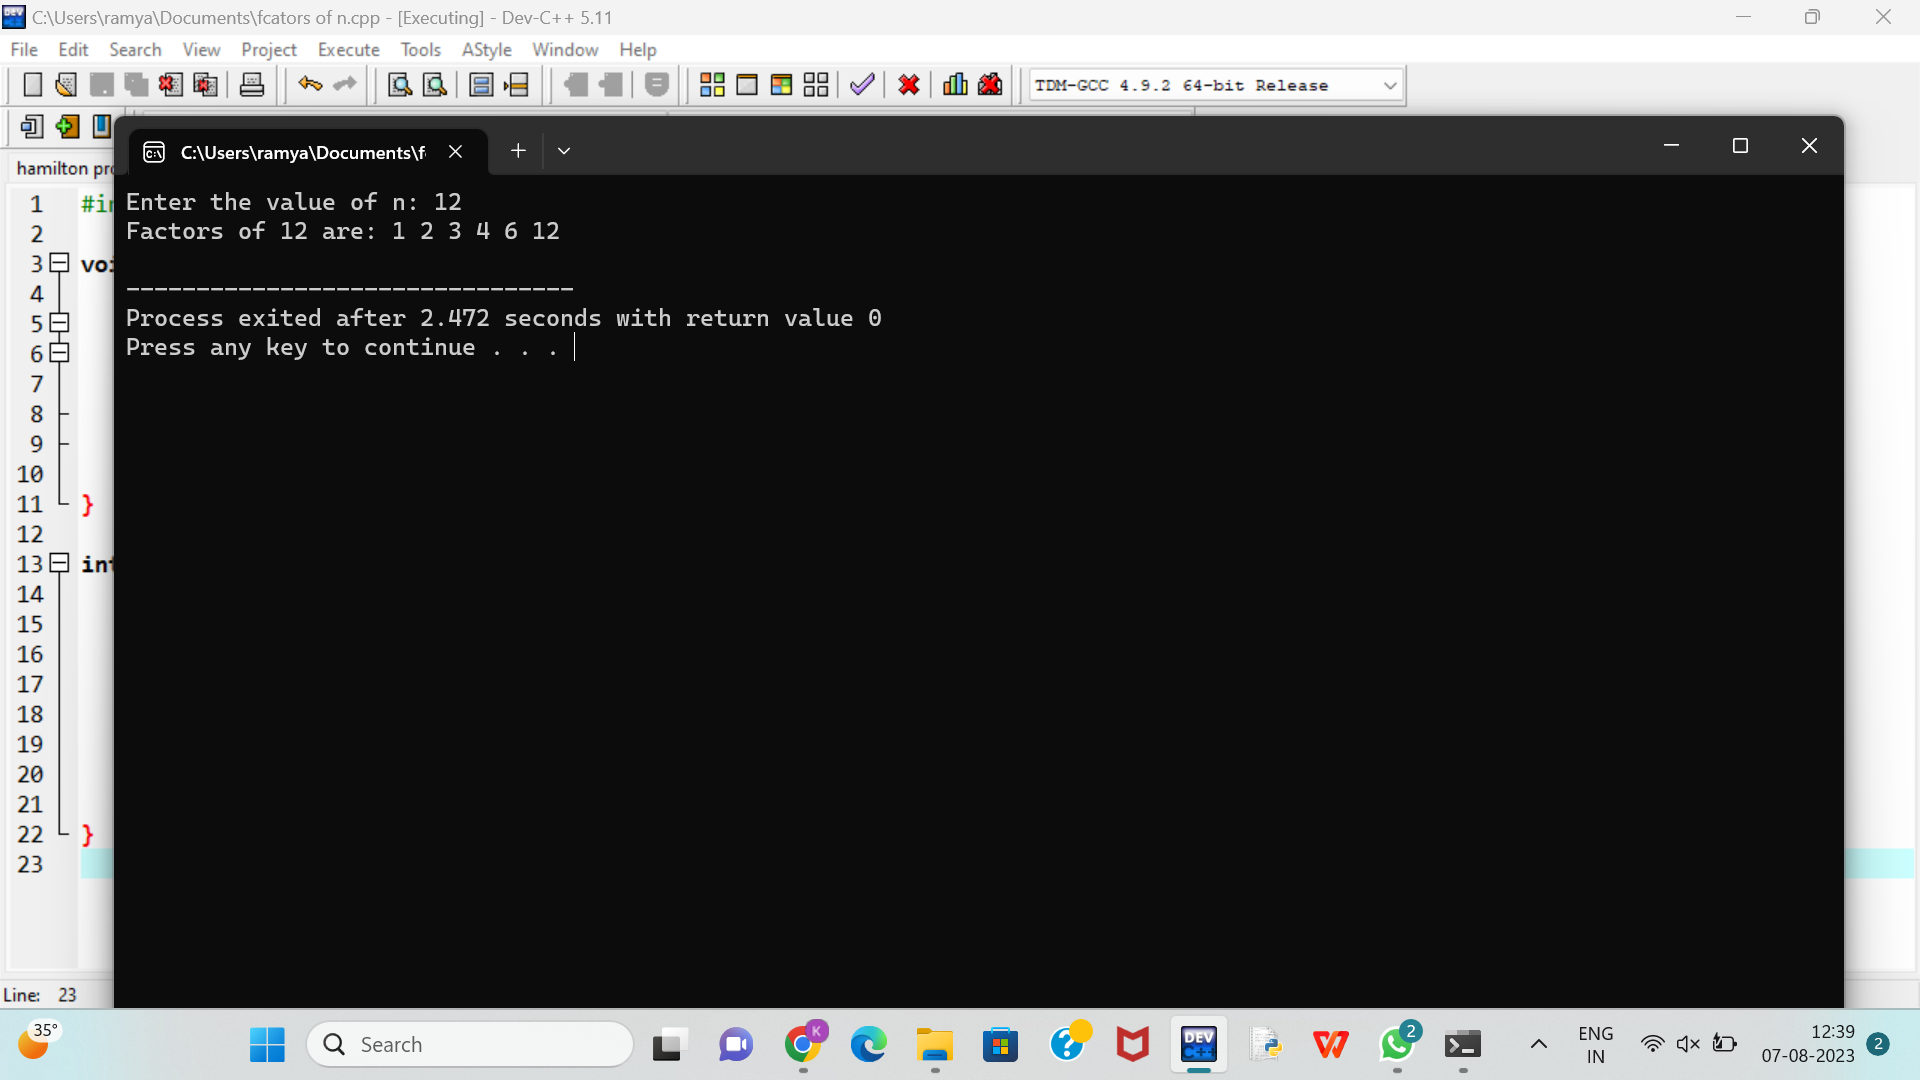 C:\Users\ramya\Documents\fcators of n.cpp - [Executing] - Dev-C++ 5.11
File Edit Search View Project Execute Tools AStyle Window Help
TDM-GCC 4.9.2 64-bit Release
C:\Users\ramya\Documents\f
hamilton
Enter the value of n: 12
Factors of 12 are: 1 2 3 4 6 12
--------------------------------
Process exited after 2.472 seconds with return value 0
Press any key to continue . . .
1 #i
2
3 voi
4
5
6
7
8
9
10
11 }
12
13 int
14
15
16
17
18
19
20
21
22 }
23
Line: 23
35°
Search
K
DEV C++
2
ENG
IN
12:39
07-08-2023
2